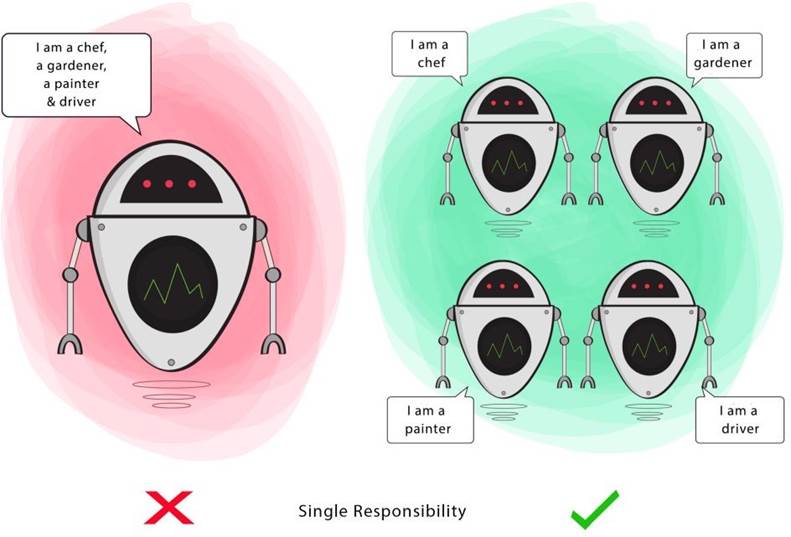 I am a chef,
a gardener,
a painter
& driver
I am a
chef
I am a
gardener
I am a
painter
I am a
driver
Single Responsibility